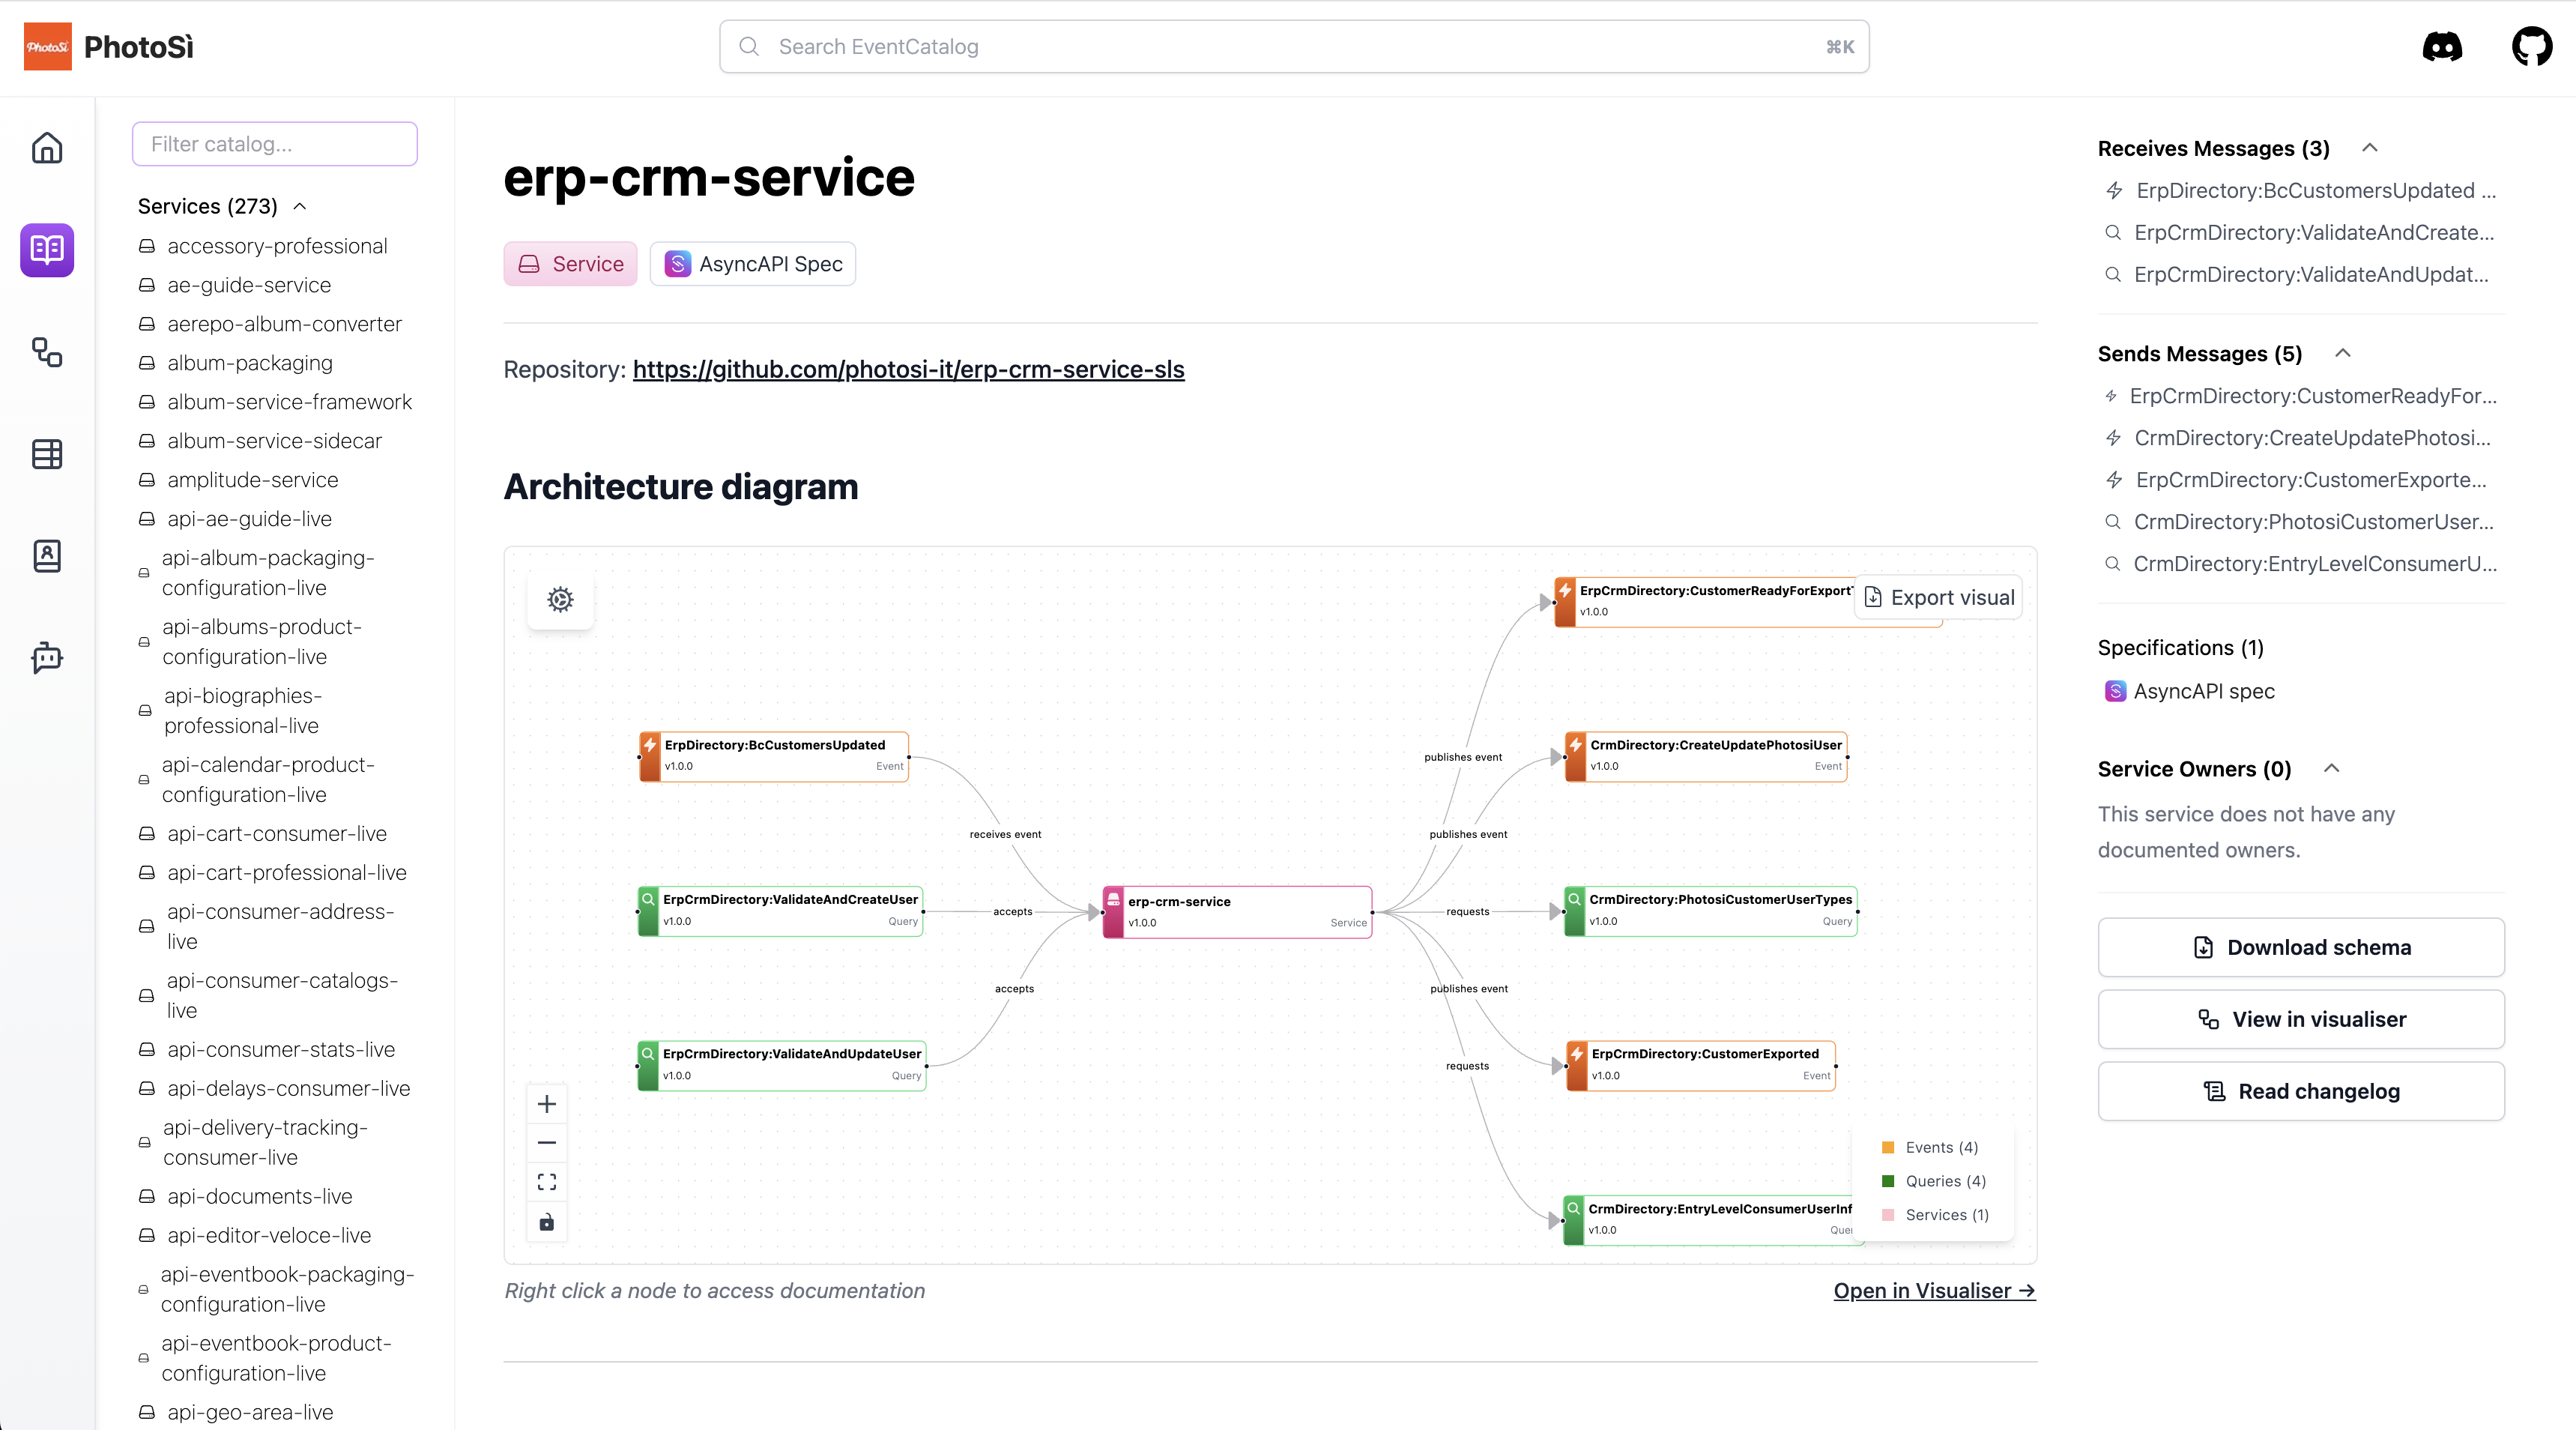 PhotoSì
PhotoSì
Search EventCatalog
⌘K
Filter catalog...
Services (273)
accessory-professional
ae-guide-service
aerepo-album-converter
album-packaging
album-service-framework
album-service-sidecar
amplitude-service
api-ae-guide-live
api-album-packaging-
configuration-live
api-albums-product-
configuration-live
api-biographies-
professional-live
api-calendar-product-
configuration-live
api-cart-consumer-live
api-cart-professional-live
api-consumer-address-
live
api-consumer-catalogs-
live
api-consumer-stats-live
api-delays-consumer-live
api-delivery-tracking-
consumer-live
api-documents-live
api-editor-veloce-live
api-eventbook-packaging-
configuration-live
api-eventbook-product-
configuration-live
api-geo-area-live
erp-crm-service
Service
AsyncAPI Spec
Repository: https://github.com/photosi-it/erp-crm-service-sls
Architecture diagram
ErpDirectory:BcCustomersUpdated
v1.0.0 Event
ErpCrmDirectory:ValidateAndCreateUser
v1.0.0 Query
ErpCrmDirectory:ValidateAndUpdateUser
v1.0.0 Query
receives event
accepts
accepts
erp-crm-service
v1.0.0 Service
publishes event
publishes event
requests
publishes event
requests
ErpCrmDirectory:CustomerReadyForExport
v1.0.0
Export visual
CrmDirectory:CreateUpdatePhotosiUser
v1.0.0 Event
CrmDirectory:PhotosiCustomerUserTypes
v1.0.0 Query
ErpCrmDirectory:CustomerExported
v1.0.0 Event
CrmDirectory:EntryLevelConsumerUserInf
v1.0.0 Que
Events (4)
Queries (4)
Services (1)
Right click a node to access documentation
Open in Visualiser →
Receives Messages (3)
ErpDirectory:BcCustomersUpdated ...
ErpCrmDirectory:ValidateAndCreate...
ErpCrmDirectory:ValidateAndUpdat...
Sends Messages (5)
ErpCrmDirectory:CustomerReadyFor...
CrmDirectory:CreateUpdatePhotosi...
ErpCrmDirectory:CustomerExporte...
CrmDirectory:PhotosiCustomerUser...
CrmDirectory:EntryLevelConsumerU...
Specifications (1)
AsyncAPI spec
Service Owners (0)
This service does not have any
documented owners.
Download schema
View in visualiser
Read changelog